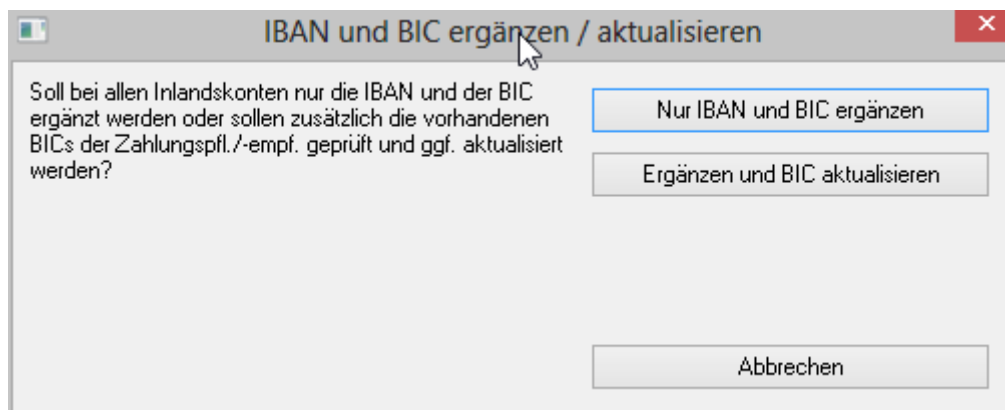 IBAN und BIC ergänzen / aktualisieren
Soll bei allen Inlandskonten nur die IBAN und der BIC
ergänzt werden oder sollen zusätzlich die vorhandenen
BICs der Zahlungspfl./-empf. geprüft und ggf. aktualisiert
werden?
Nur IBAN und BIC ergänzen
Ergänzen und BIC aktualisieren
Abbrechen